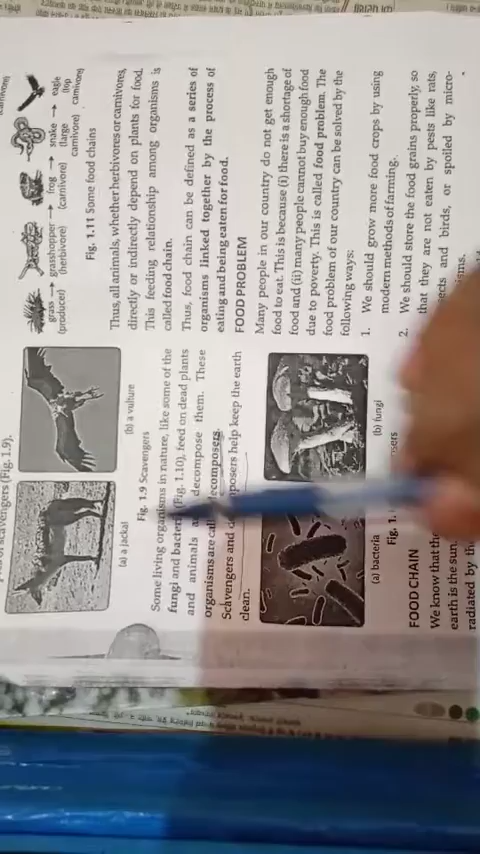 of scavengers (Fig. 1.9).
(a) a jackal
(b) a vulture
Fig. 1.9 Scavengers
Some living organisms in nature, like some of the
fungi and bacteria (Fig. 1.10), feed on dead plants
and animals decompose them. These
organisms are decomposers.
Scavengers and help keep the earth
clean.
(a) bacteria
(b) fungi
Fig. 1.
FOOD CHAIN
We know that the
earth is the sun.
radiated by the
grass → grasshopper → frog → snake → eagle
(producer) (herbivore) (carnivore) (large carnivore) (top carnivore)
Fig. 1.11 Some food chains
Thus, all animals, whether herbivores or carnivores,
directly or indirectly depend on plants for food.
This feeding relationship among organisms is
called food chain.
Thus, food chain can be defined as a series of
organisms linked together by the process of
eating and being eaten for food.
FOOD PROBLEM
Many people in our country do not get enough
food to eat. This is because (i) there is a shortage of
food and (ii) many people cannot buy enough food
due to poverty. This is called food problem. The
food problem of our country can be solved by the
following ways:
1. We should grow more food crops by using
modern methods of farming.
2. We should store the food grains properly, so
that they are not eaten by pests like rats,
and birds, or spoiled by micro-